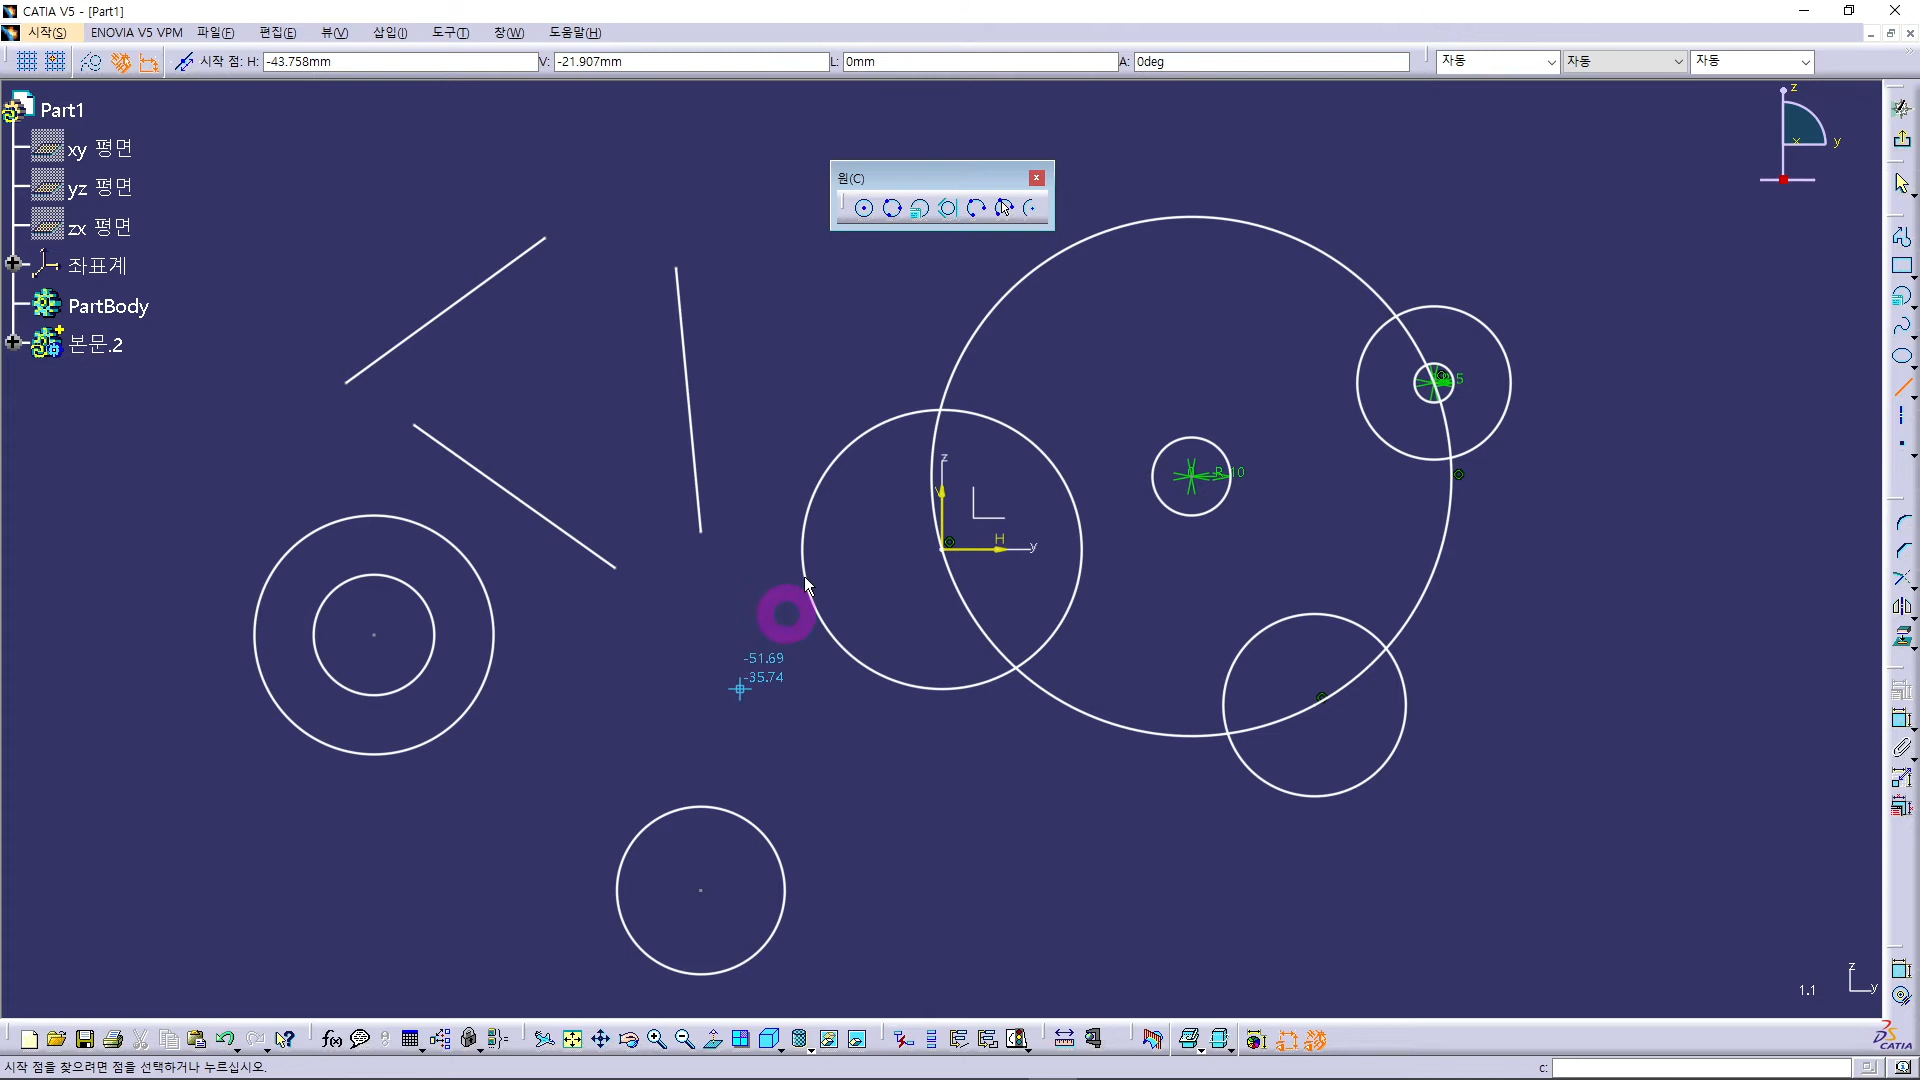 CATIA V5 - [Part1]
시작(S) ENOVIA V5 VPM 파일(F) 편집(E) 뷰(V) 삽입(I) 도구(T) 창(W) 도움말(H)
시작 점: H: -43.758mm V: -21.907mm L: 0mm A: 0deg 자동 자동 자동
Part1
xy 평면
yz 평면
zx 평면
좌표계
PartBody
본문.2
원(C)
z
x y
5
R 10
z
V
H y
-51.69
-35.74
z
1.1 y
CATIA
시작 점을 찾으려면 점을 선택하거나 누르십시오.
c: